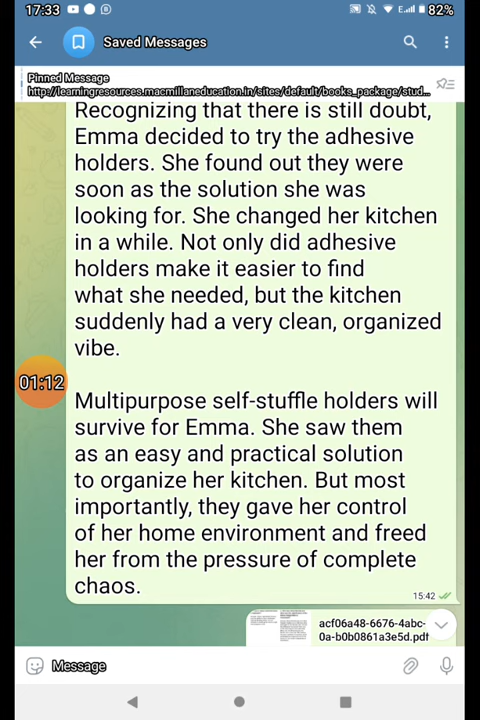 17:33
82%
Saved Messages
Pinned Message
http://learningresources.macmillaneducation.in/sites/default/books_package/stud...
Recognizing that there is still doubt,
Emma decided to try the adhesive
holders. She found out they were
soon as the solution she was
looking for. She changed her kitchen
in a while. Not only did adhesive
holders make it easier to find
what she needed, but the kitchen
suddenly had a very clean, organized
vibe.
01:12
Multipurpose self-stuffle holders will
survive for Emma. She saw them
as an easy and practical solution
to organize her kitchen. But most
importantly, they gave her control
of her home environment and freed
her from the pressure of complete
chaos.
15:42
acf06a48-6676-4abc-
0a-b0b0861a3e5d.pdf
Message